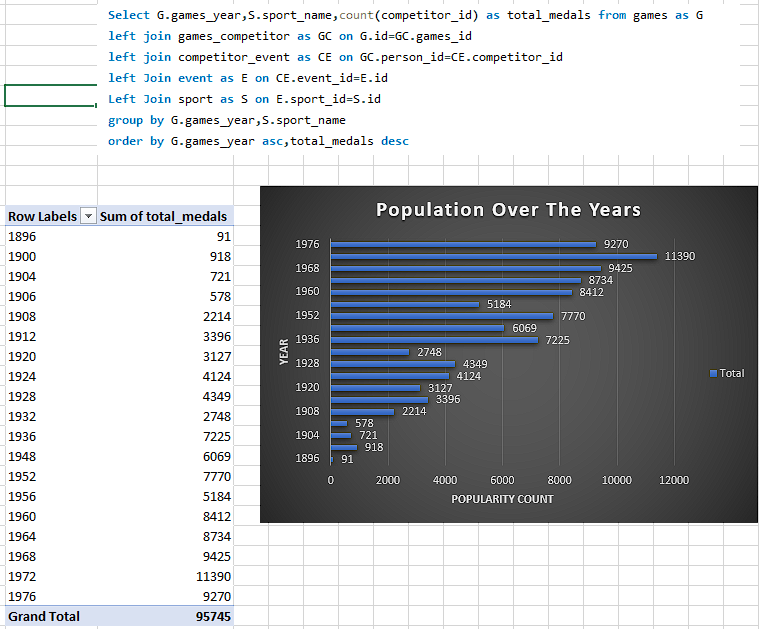 Select G.games_year,S.sport_name,count(competitor_id) as total_medals from games as G
left join games_competitor as GC on G.id=GC.games_id
left join competitor_event as CE on GC.person_id=CE.competitor_id
left Join event as E on CE.event_id=E.id
Left Join sport as S on E.sport_id=S.id
group by G.games_year,S.sport_name
order by G.games_year asc,total_medals desc
Row Labels Sum of total_medals
1896 91
1900 918
1904 721
1906 578
1908 2214
1912 3396
1920 3127
1924 4124
1928 4349
1932 2748
1936 7225
1948 6069
1952 7770
1956 5184
1960 8412
1964 8734
1968 9425
1972 11390
1976 9270
Grand Total 95745
Population Over The Years
1976 9270
11390
1968 9425
8734
1960 8412
5184
1952 7770
6069
1936 7225
2748
1928 4349
4124
1920 3127
3396
1908 2214
578
1904 721
918
1896 91
YEAR
0 2000 4000 6000 8000 10000 12000
POPULARITY COUNT
Total